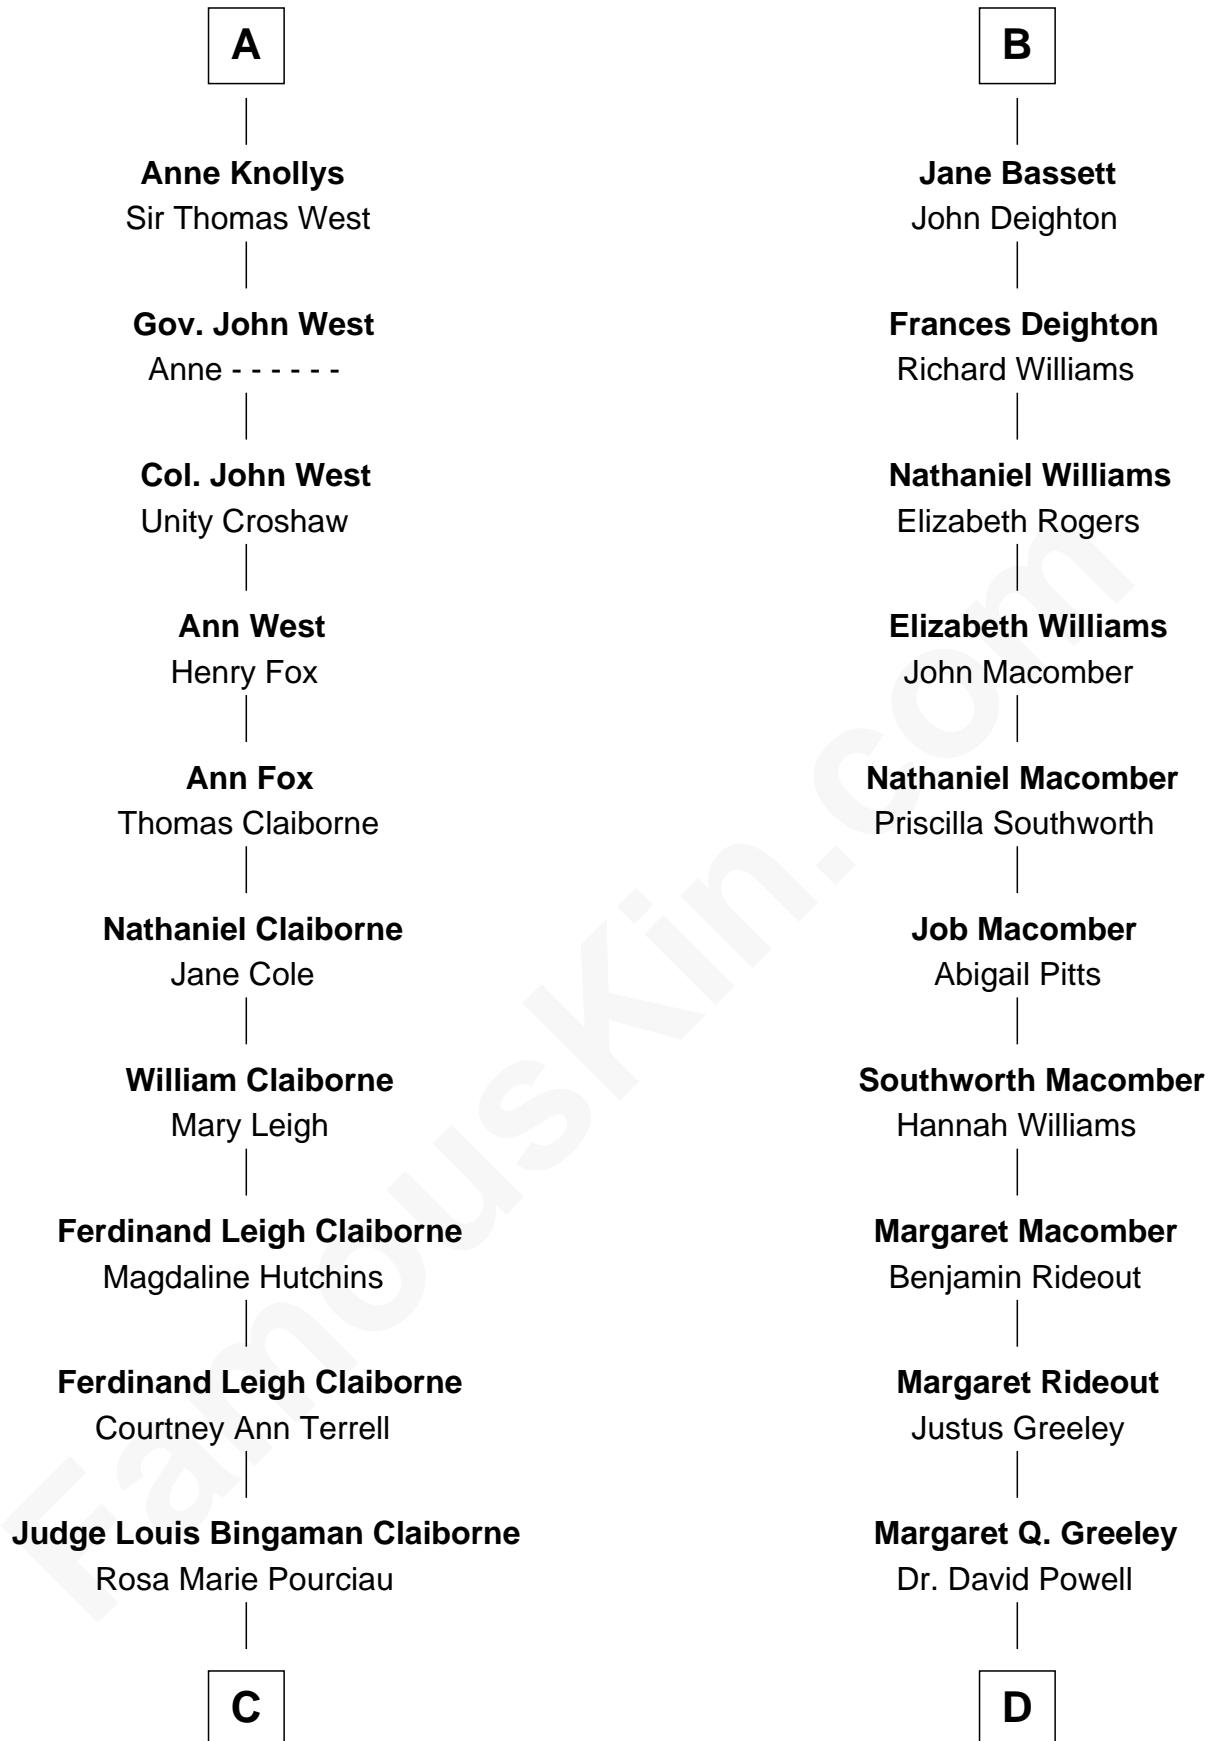 A
Anne Knollys
Sir Thomas West
Gov. John West
Anne - - - - - -
Col. John West
Unity Croshaw
Ann West
Henry Fox
Ann Fox
Thomas Claiborne
Nathaniel Claiborne
Jane Cole
William Claiborne
Mary Leigh
Ferdinand Leigh Claiborne
Magdaline Hutchins
Ferdinand Leigh Claiborne
Courtney Ann Terrell
Judge Louis Bingaman Claiborne
Rosa Marie Pourciau
C
B
Jane Bassett
John Deighton
Frances Deighton
Richard Williams
Nathaniel Williams
Elizabeth Rogers
Elizabeth Williams
John Macomber
Nathaniel Macomber
Priscilla Southworth
Job Macomber
Abigail Pitts
Southworth Macomber
Hannah Williams
Margaret Macomber
Benjamin Rideout
Margaret Rideout
Justus Greeley
Margaret Q. Greeley
Dr. David Powell
D
FamousKin.com